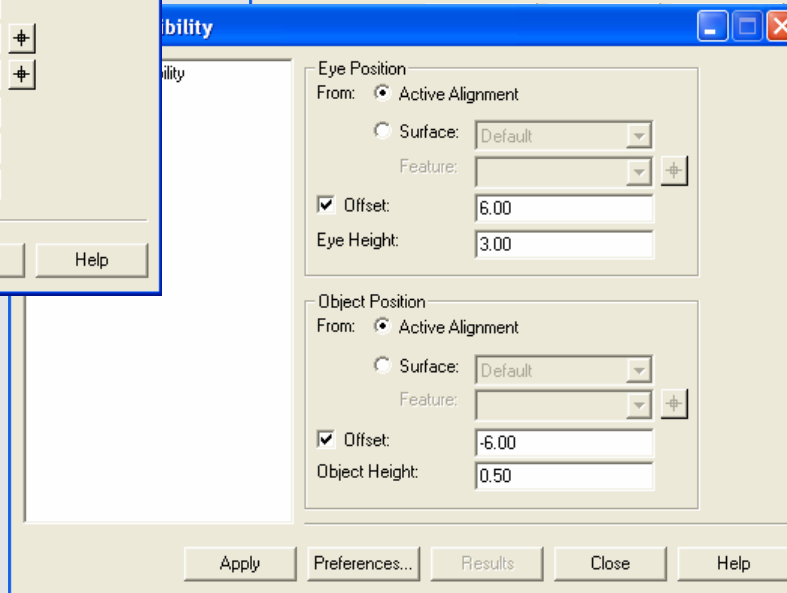 ibility
ility
Help
Eye Position
From: Active Alignment
Surface: Default
Feature:
Offset: 6.00
Eye Height: 3.00
Object Position
From: Active Alignment
Surface: Default
Feature:
Offset: -6.00
Object Height: 0.50
Apply Preferences... Results Close Help